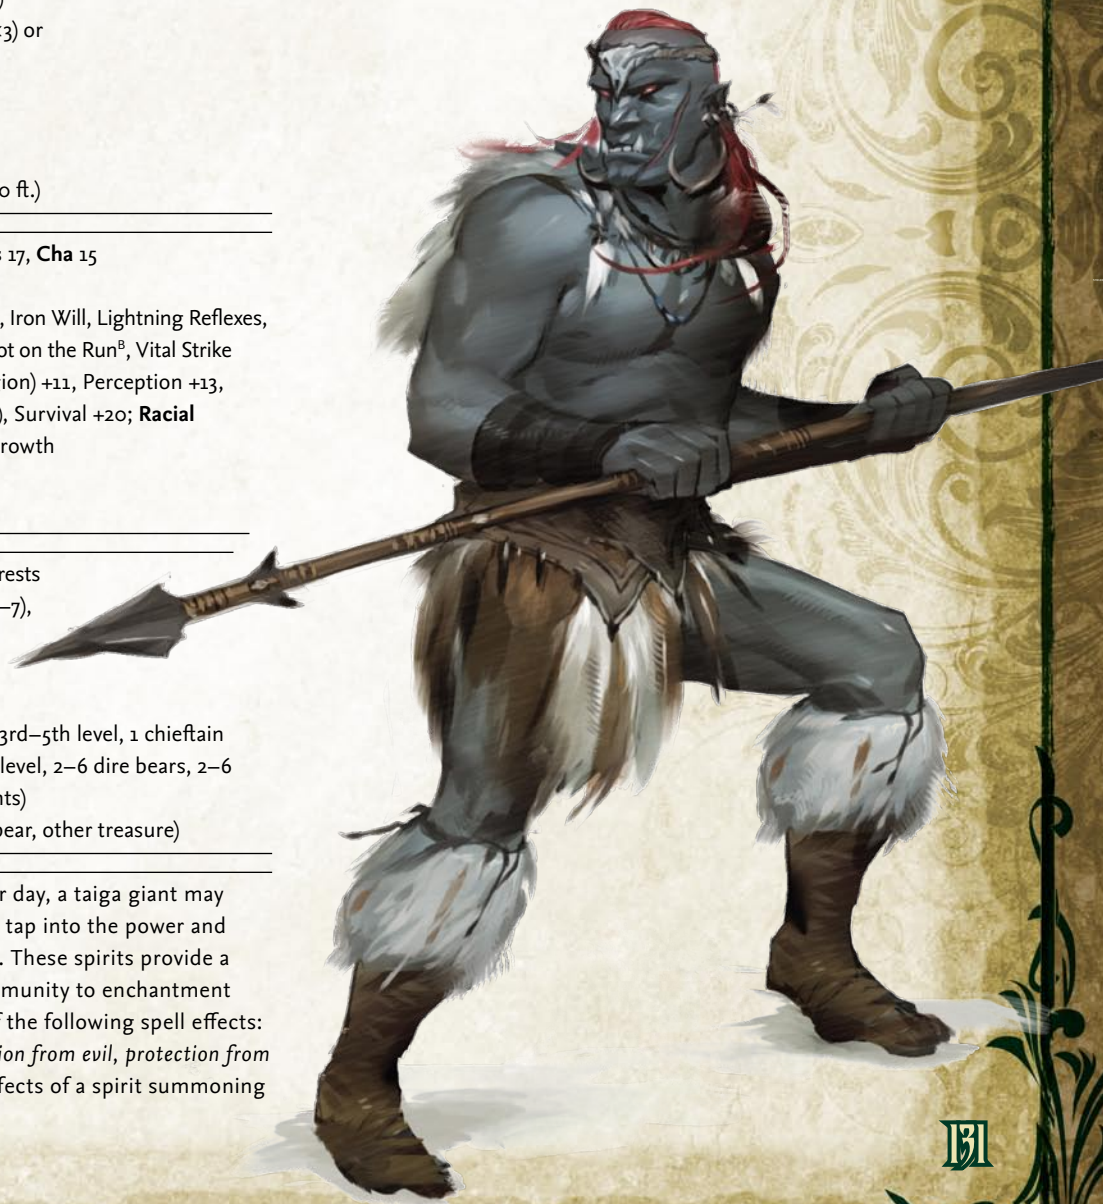 3) or
o ft.)
17, Cha 15
, Iron Will, Lightning Reflexes,
ot on the Runᴮ, Vital Strike
ion) +11, Perception +13,
), Survival +20; Racial
rowth
rests
–7),
3rd–5th level, 1 chieftain
level, 2–6 dire bears, 2–6
nts)
bear, other treasure)
r day, a taiga giant may
tap into the power and
. These spirits provide a
munity to enchantment
f the following spell effects:
ion from evil, protection from
fects of a spirit summoning